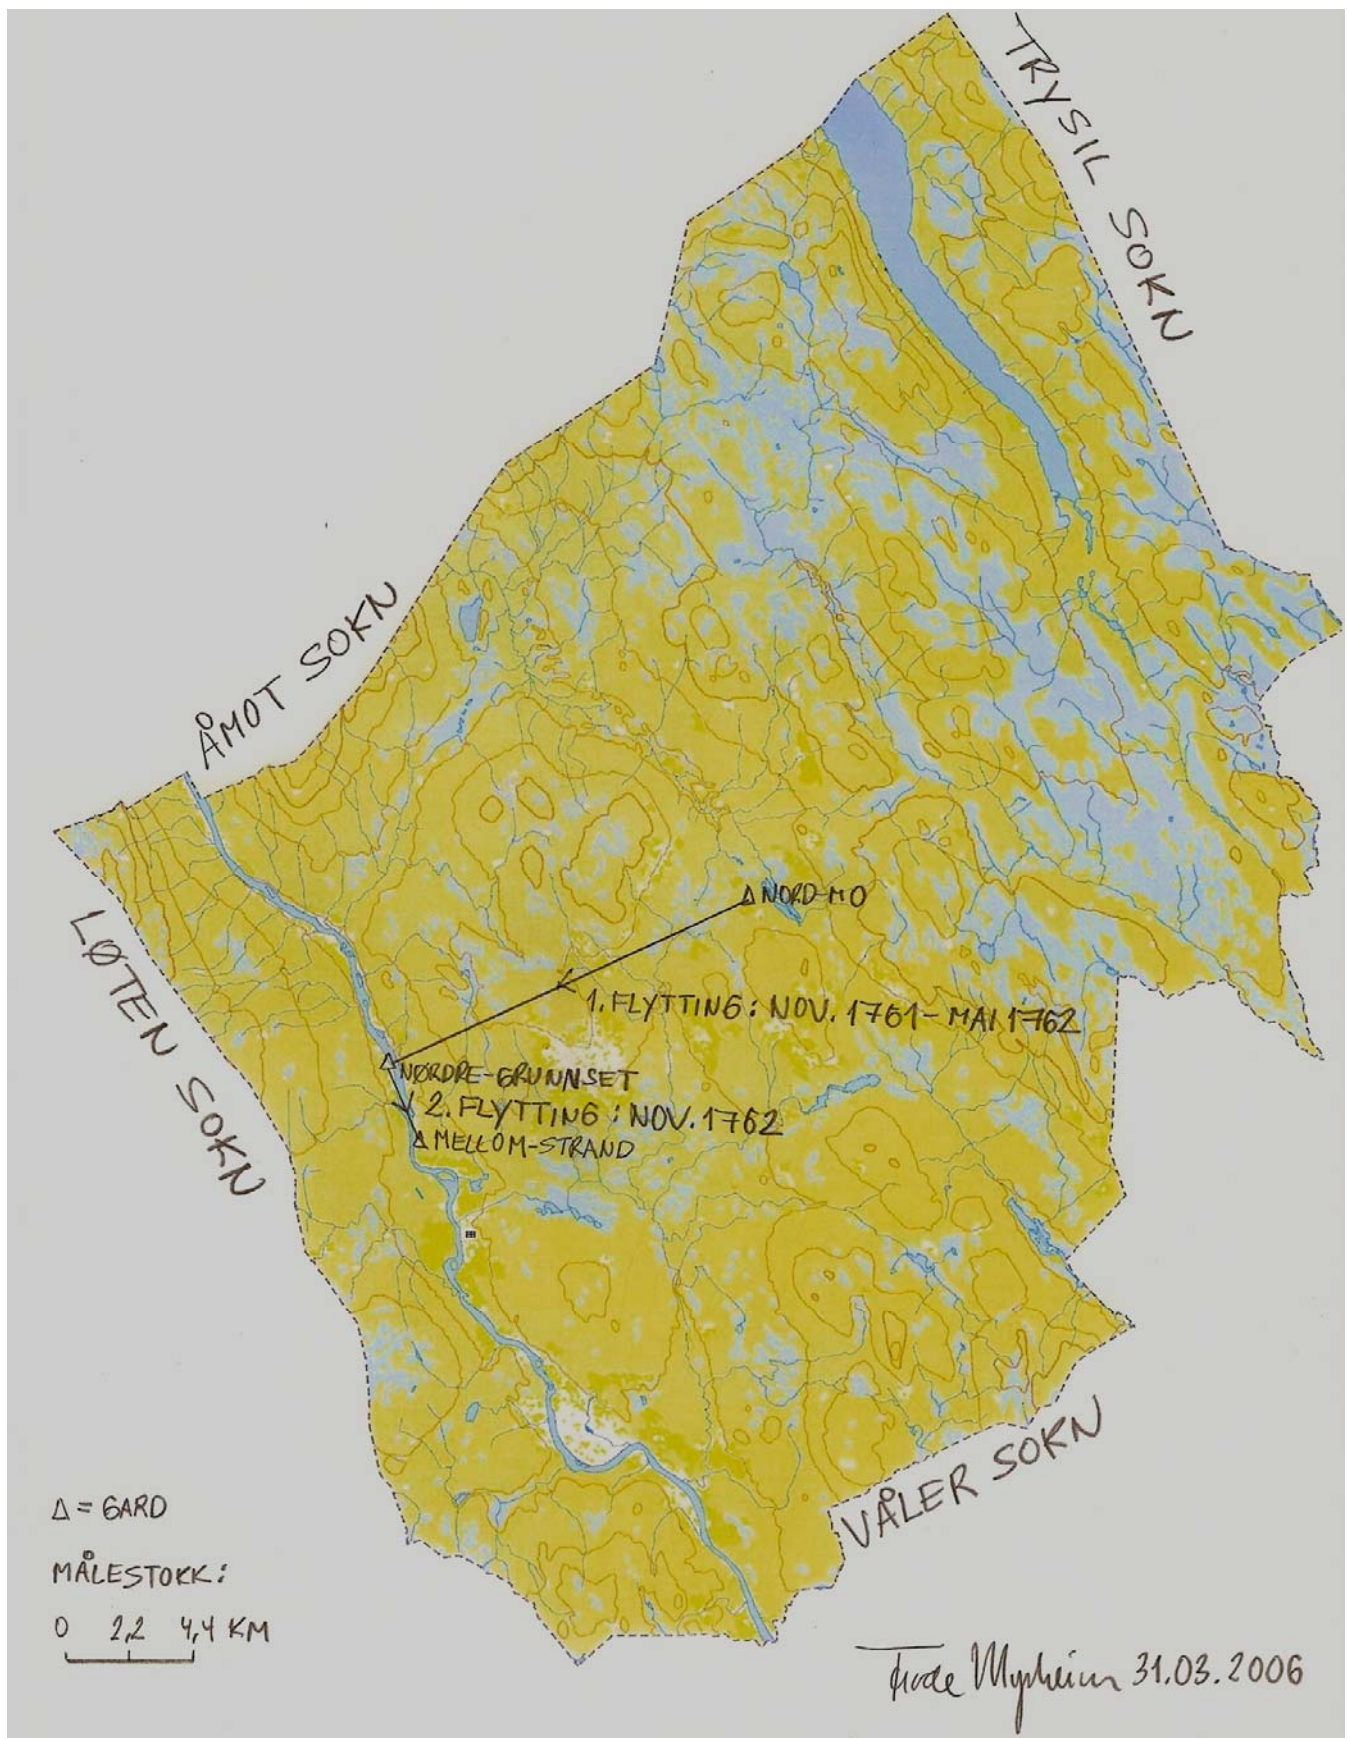 TRYSIL SOKN
ÅMOT SOKN
LØTEN SOKN
Δ NORD-MO
1. FLYTTING: NOV. 1761 - MAI 1762
NORDRE-GRUNNSET
2. FLYTTING: NOV. 1762
Δ MELLOM-STRAND
VÅLER SOKN
Δ = GARD
MÅLESTOKK:
0 2,2 4,4 KM
31.03.2006